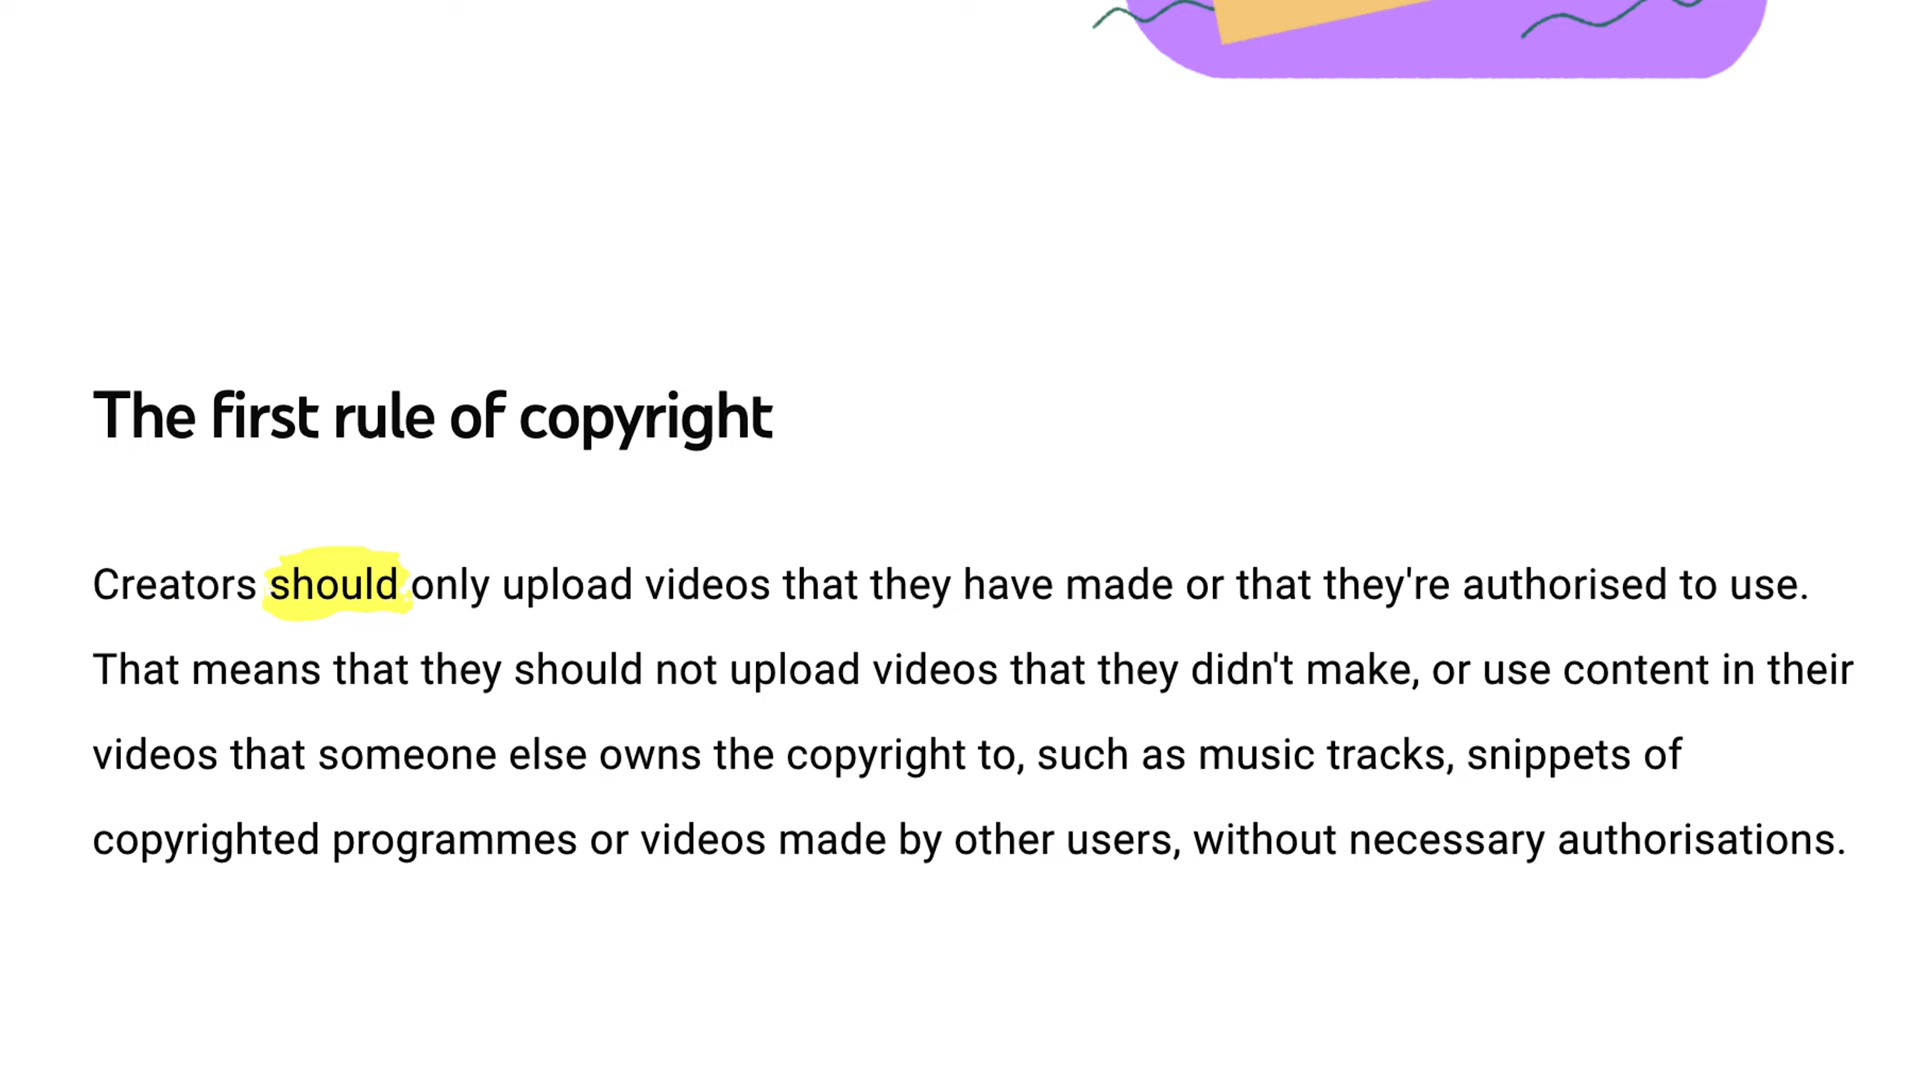 The first rule of copyright
Creators should only upload videos that they have made or that they're authorised to use.
That means that they should not upload videos that they didn't make, or use content in their
videos that someone else owns the copyright to, such as music tracks, snippets of
copyrighted programmes or videos made by other users, without necessary authorisations.